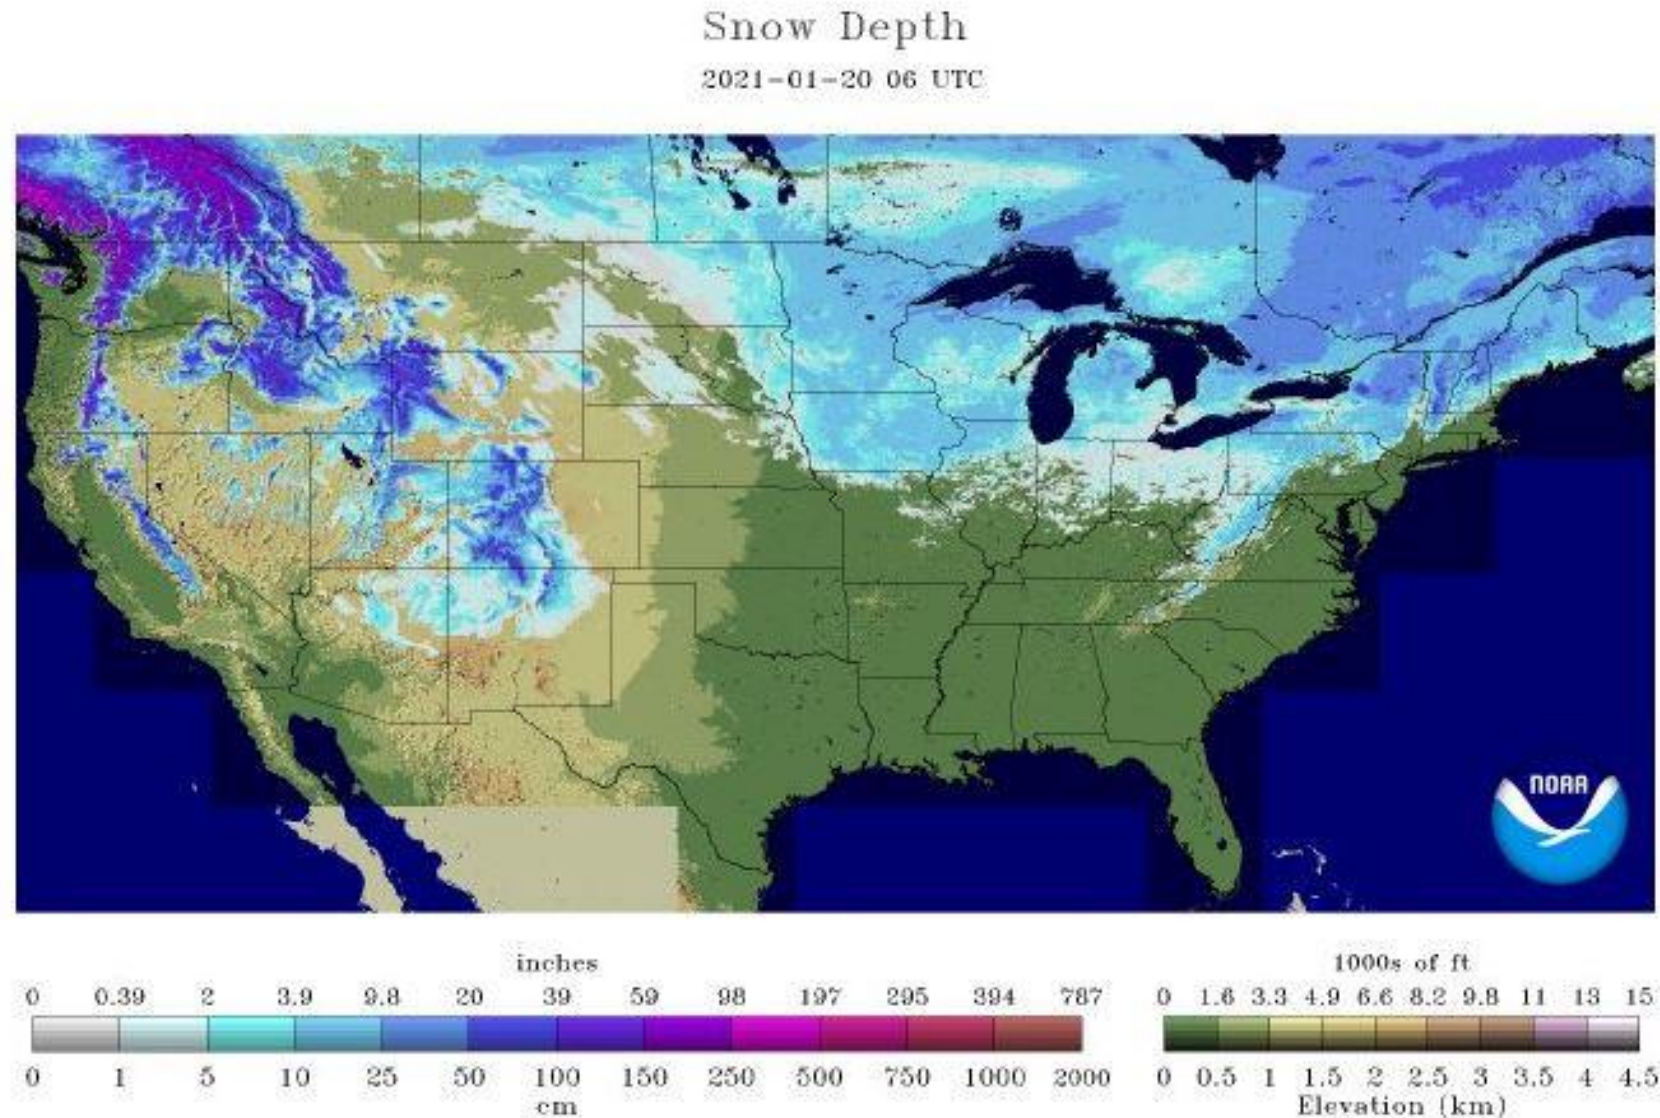 Snow Depth
2021-01-20 06 UTC
NOAA
inches
0 0.39 2 3.9 9.8 20 39 59 98 197 295 394 787
0 1 5 10 25 50 100 150 250 500 750 1000 2000
cm
1000s of ft
0 1.6 3.3 4.9 6.6 8.2 9.8 11 13 15
0 0.5 1 1.5 2 2.5 3 3.5 4 4.5
Elevation (km)